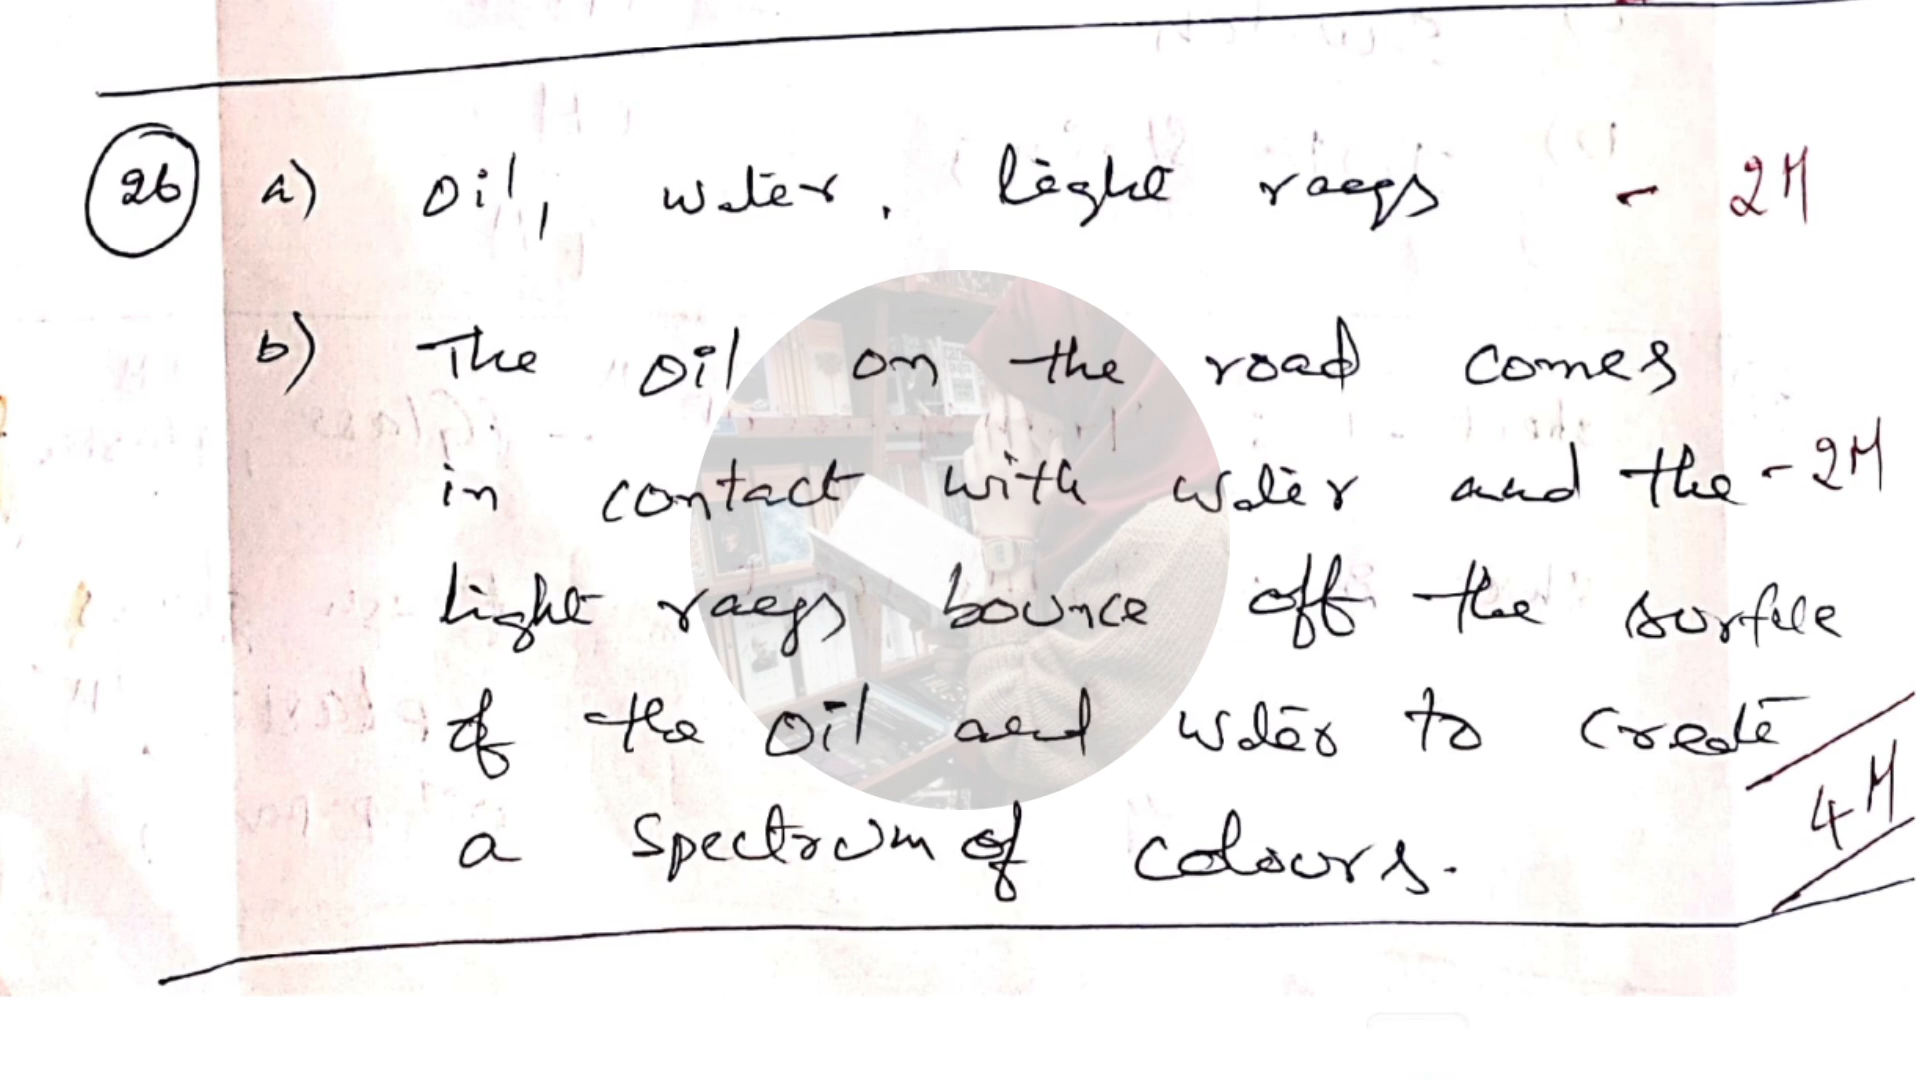 26 a) Oil, water, light rays - 2M
b) The oil on the road comes
in contact with water and the - 2M
light rays bounce off the surface
of the oil and water to create
a spectrum of colours.
4M